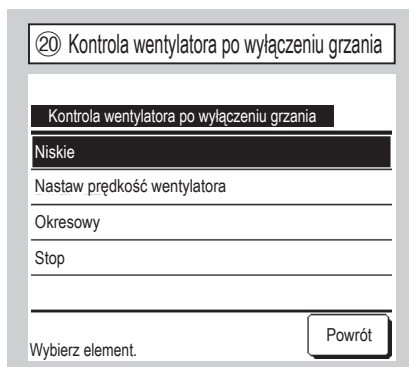 ⑳ Kontrola wentylatora po wyłączeniu grzania
Kontrola wentylatora po wyłączeniu grzania
Niskie
Nastaw prędkość wentylatora
Okresowy
Stop
Powrót
Wybierz element.